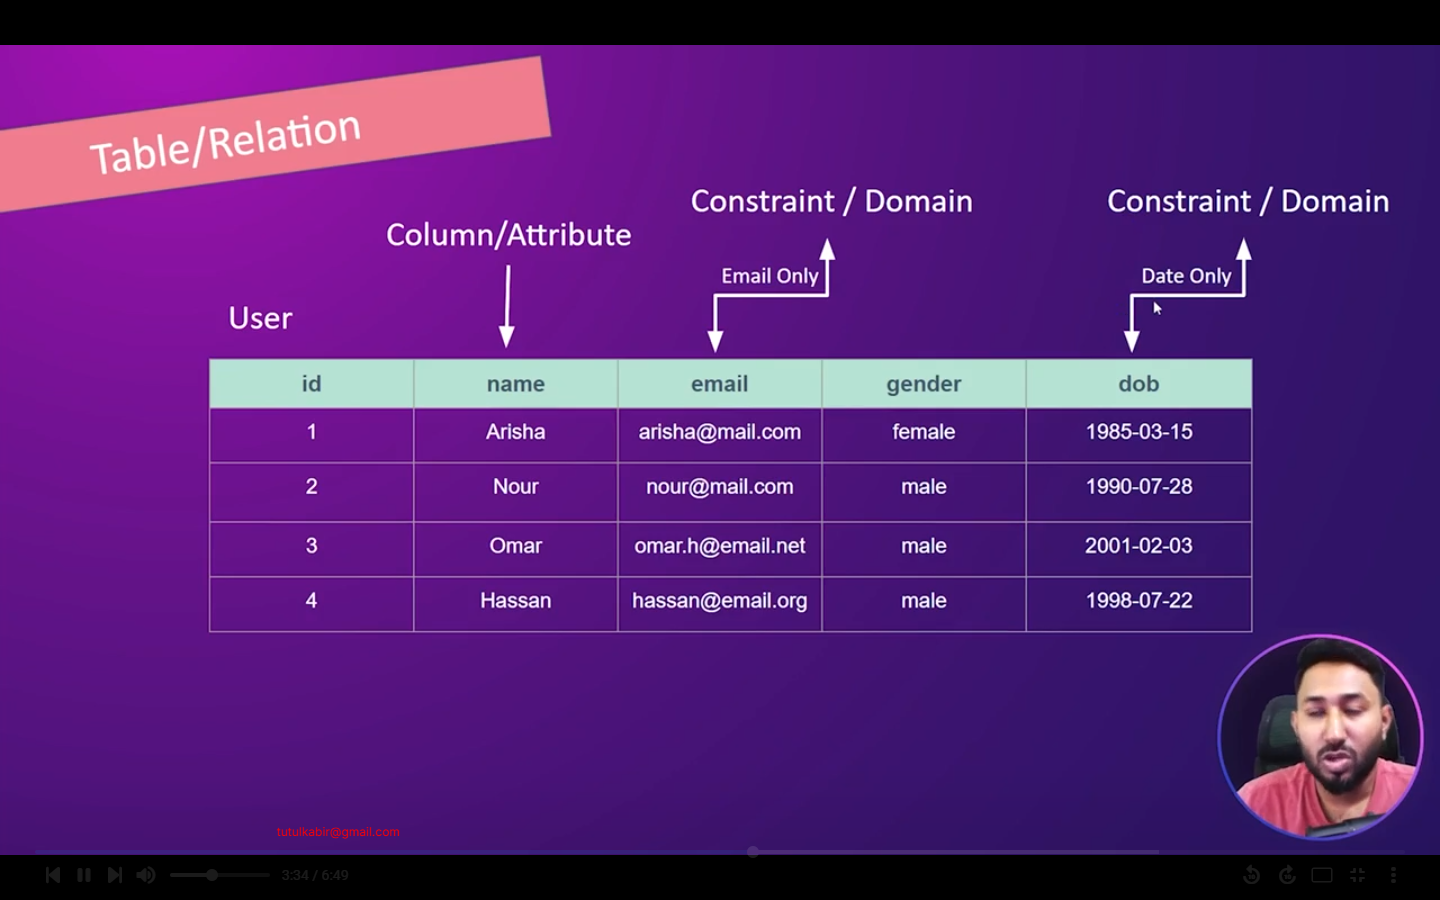 Table/Relation
Constraint / Domain
Constraint / Domain
Column/Attribute
Email Only
Date Only
User
id name email gender dob
1 Arisha arisha@mail.com female 1985-03-15
2 Nour nour@mail.com male 1990-07-28
3 Omar omar.h@email.net male 2001-02-03
4 Hassan hassan@email.org male 1998-07-22
tutulkabir@gmail.com
3:34 / 6:49